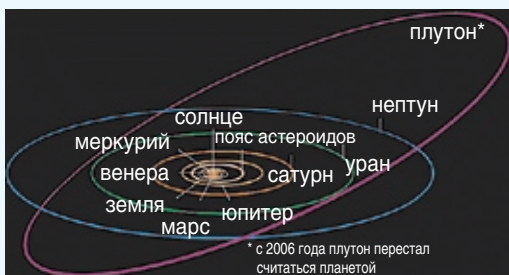 плутон*
нептун
солнце
пояс астероидов
меркурий
уран
венера
сатурн
земля
юпитер
марс
* с 2006 года плутон перестал
считаться планетой